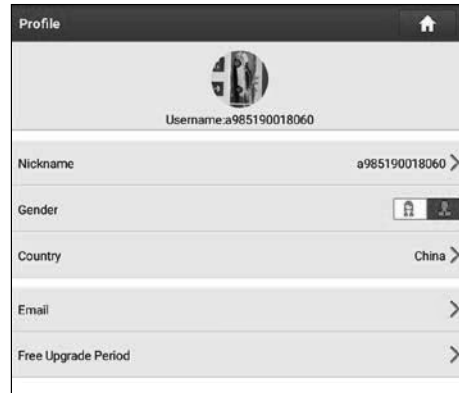 Profile
Username:a985190018060
Nickname a985190018060
Gender
Country China
Email
Free Upgrade Period